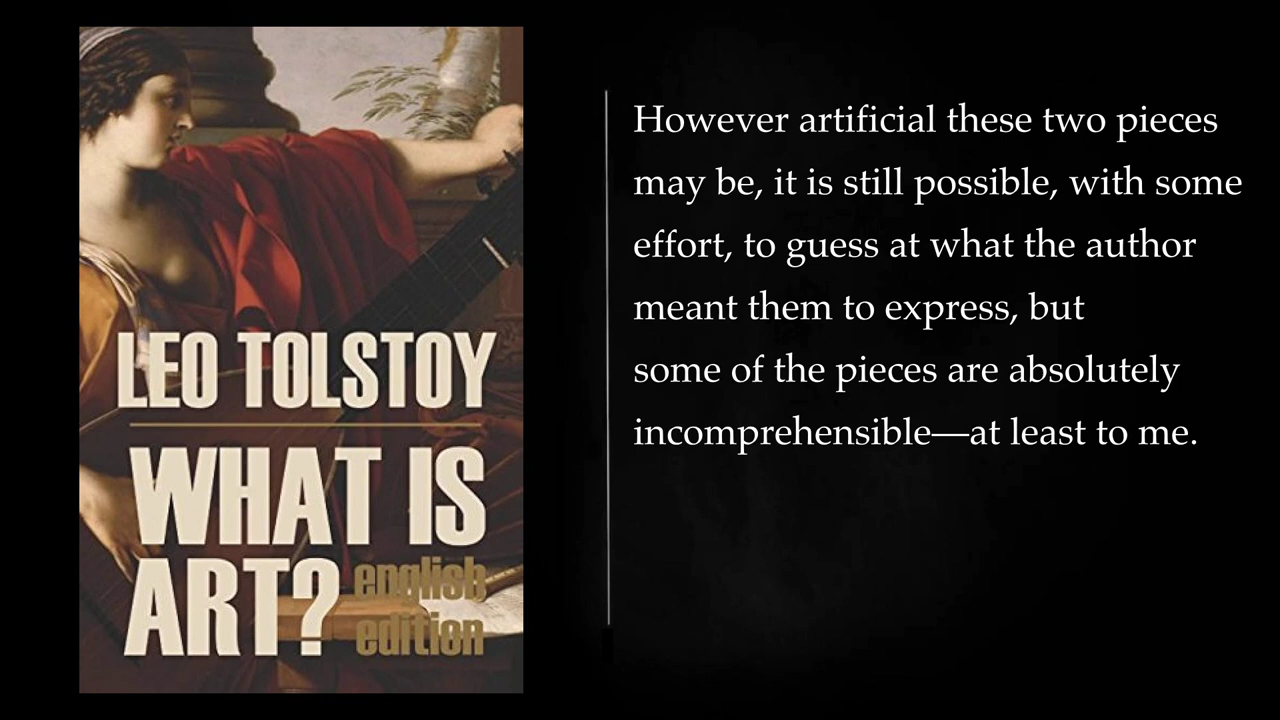 LEO TOLSTOY
WHAT IS
ART?
english
edition
However artificial these two pieces
may be, it is still possible, with some
effort, to guess at what the author
meant them to express, but
some of the pieces are absolutely
incomprehensible—at least to me.